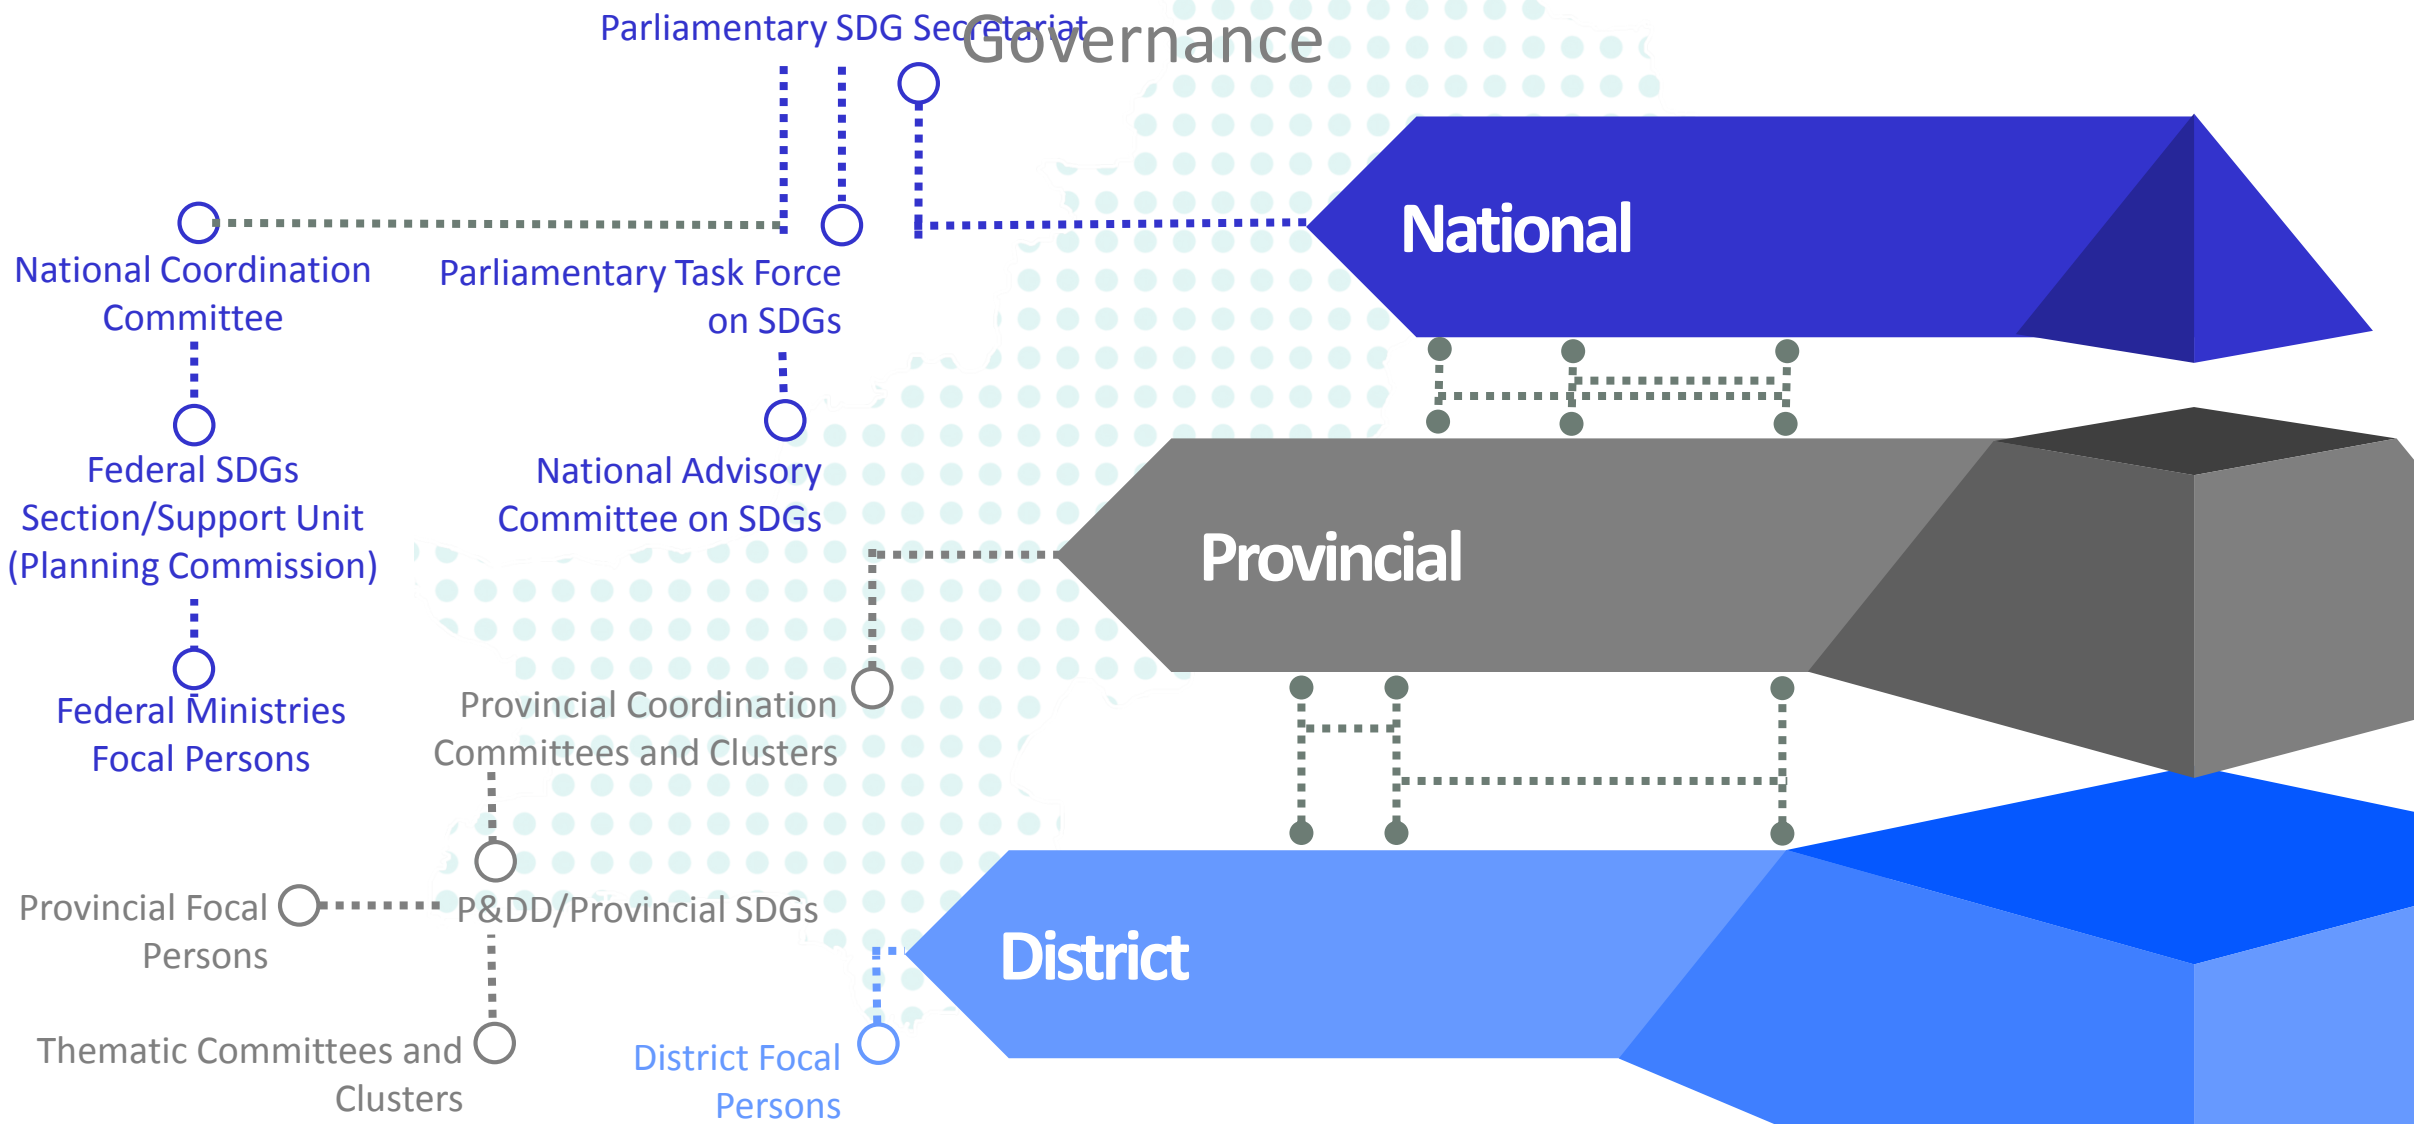 Governance
Parliamentary SDG Secretariat
National
National Coordination
Committee
Parliamentary Task Force
on SDGs
Federal SDGs
Section/Support Unit
(Planning Commission)
National Advisory
Committee on SDGs
Federal Ministries
Focal Persons
Provincial
Provincial Coordination
Committees and Clusters
Provincial Focal
Persons
P&DD/Provincial SDGs
Thematic Committees and
Clusters
District
District Focal
Persons